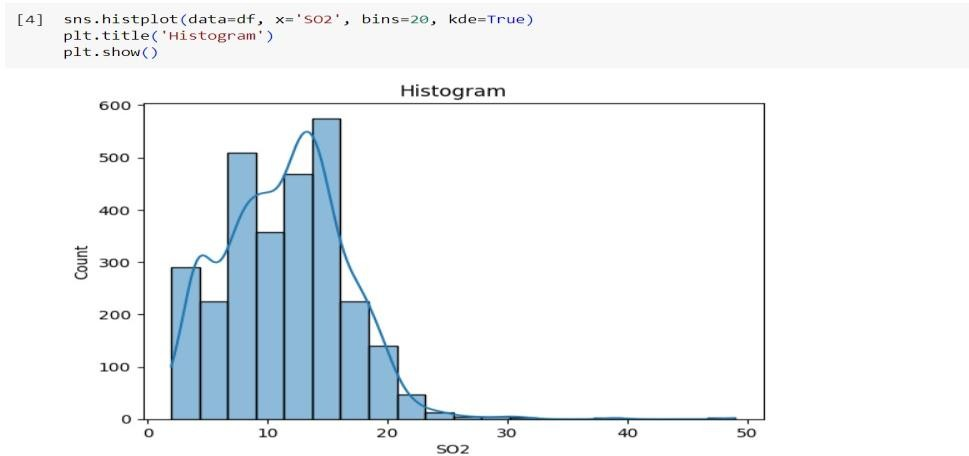 [4] sns.histplot(data=df, x='SO2', bins=20, kde=True)
plt.title('Histogram')
plt.show()
Histogram
600
500
400
300
200
100
0
Count
0 10 20 30 40 50
SO2